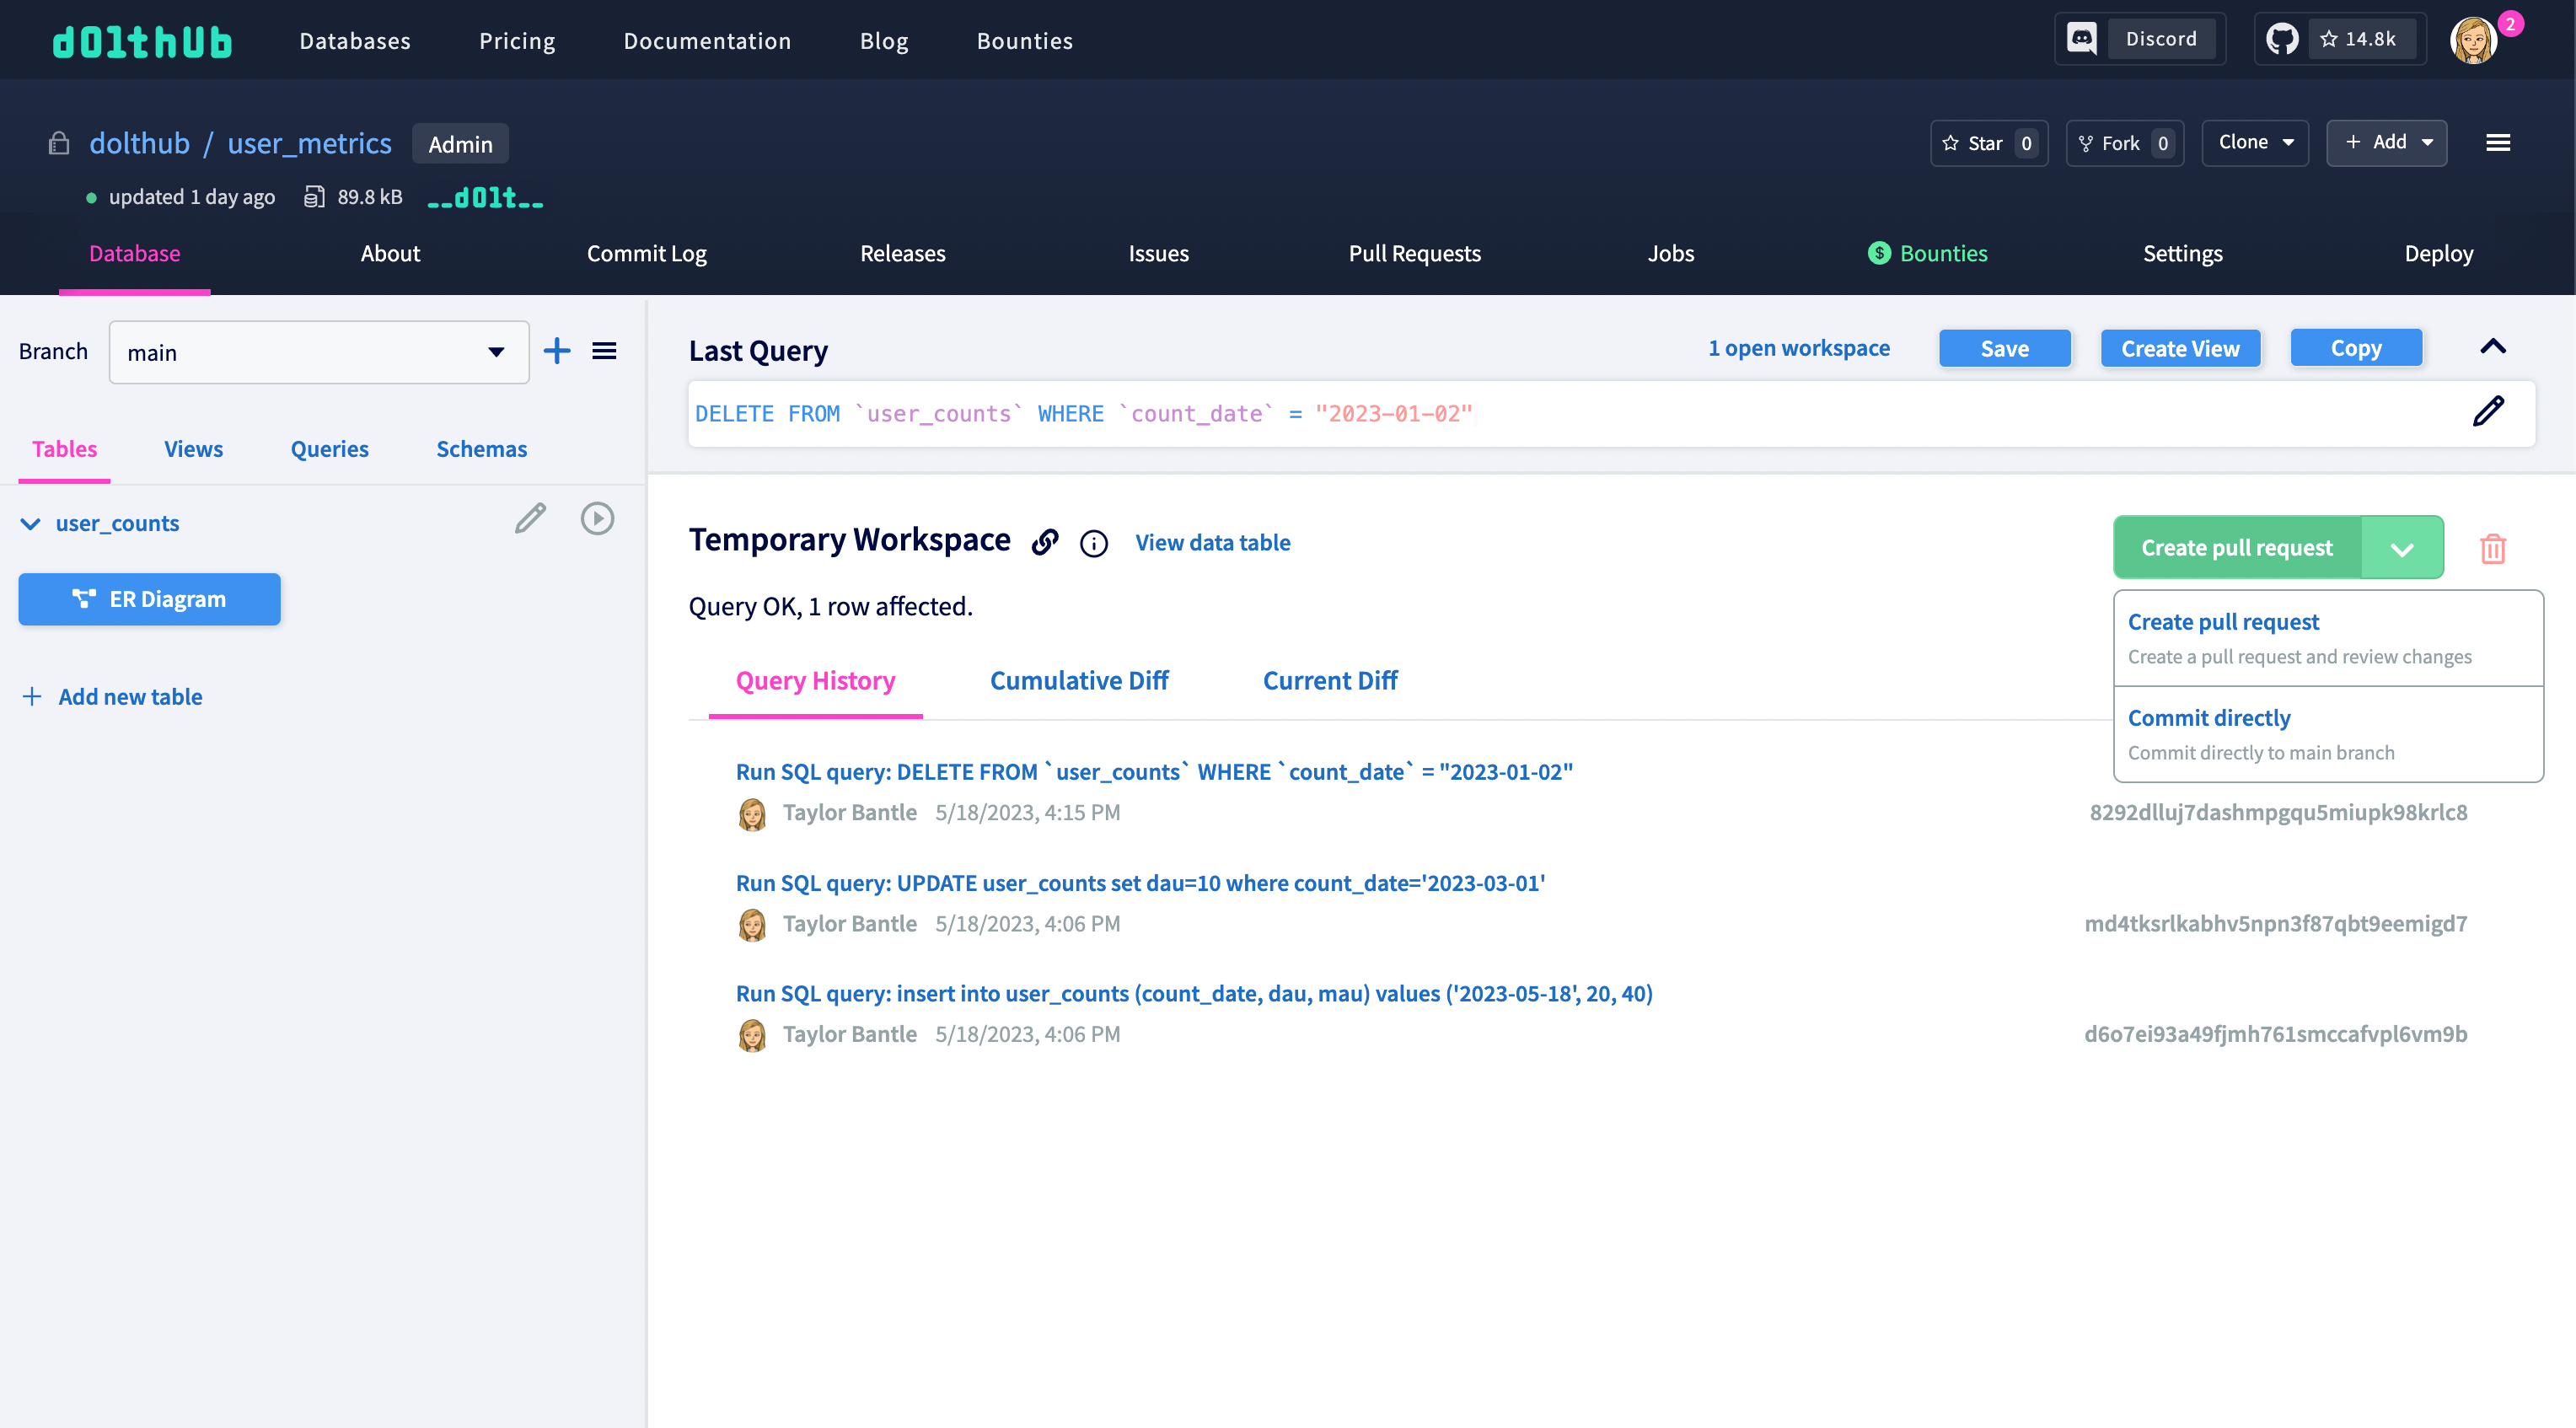 dolthub
Databases
Pricing
Documentation
Blog
Bounties
Discord
14.8k
2
dolthub / user_metrics
Admin
Star 0
Fork 0
Clone
+ Add
updated 1 day ago
89.8 kB
__dolt__
Database
About
Commit Log
Releases
Issues
Pull Requests
Jobs
$ Bounties
Settings
Deploy
Branch
main
Tables
Views
Queries
Schemas
user_counts
ER Diagram
+ Add new table
Last Query
1 open workspace
Save
Create View
Copy
DELETE FROM `user_counts` WHERE `count_date` = "2023-01-02"
Temporary Workspace
View data table
Create pull request
Query OK, 1 row affected.
Create pull request
Create a pull request and review changes
Commit directly
Commit directly to main branch
Query History
Cumulative Diff
Current Diff
Run SQL query: DELETE FROM `user_counts` WHERE `count_date` = "2023-01-02"
Taylor Bantle 5/18/2023, 4:15 PM
8292dlluj7dashmpgqu5miupk98krlc8
Run SQL query: UPDATE user_counts set dau=10 where count_date='2023-03-01'
Taylor Bantle 5/18/2023, 4:06 PM
md4tksrlkabhv5npn3f87qbt9eemigd7
Run SQL query: insert into user_counts (count_date, dau, mau) values ('2023-05-18', 20, 40)
Taylor Bantle 5/18/2023, 4:06 PM
d6o7ei93a49fjmh761smccafvpl6vm9b